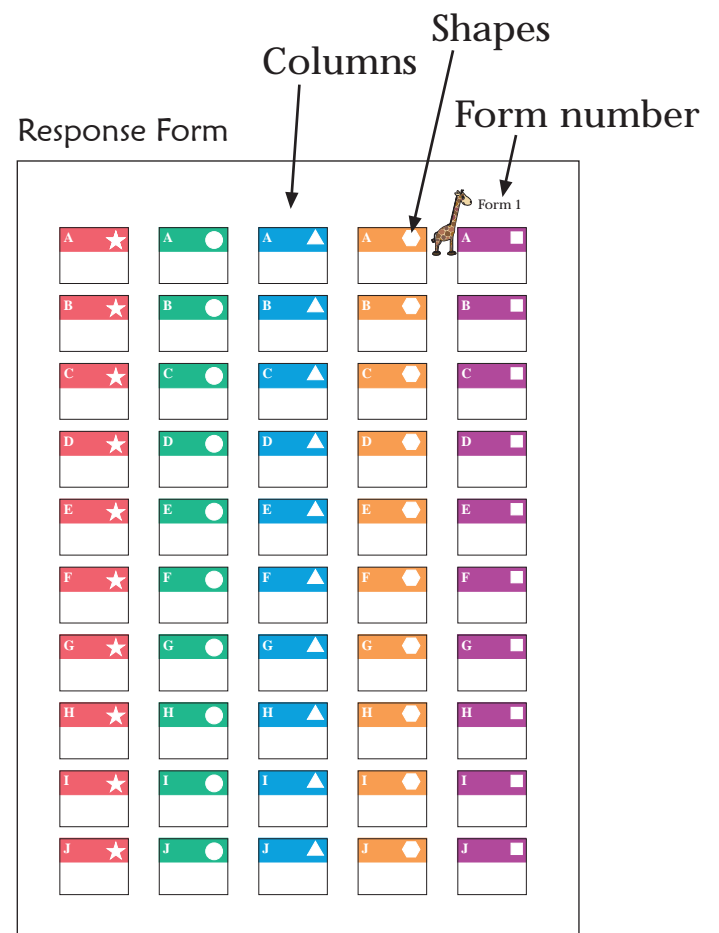 Shapes
Columns
Form number
Response Form
Form 1
A A A A A
B B B B B
C C C C C
D D D D D
E E E E E
F F F F F
G G G G G
H H H H H
I I I I I
J J J J J